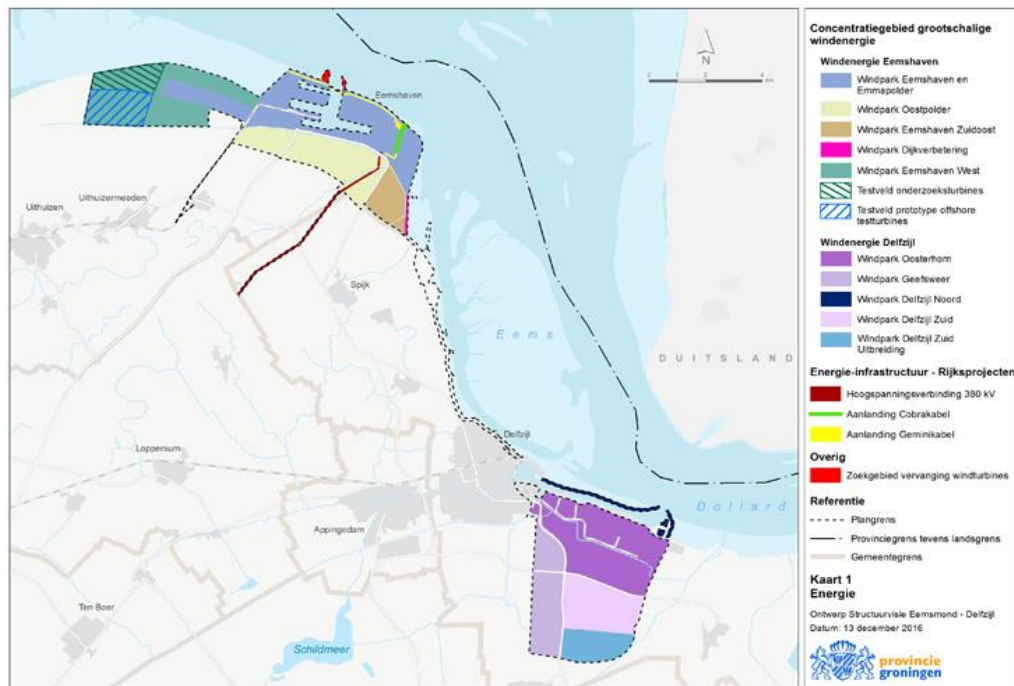 Eemshaven
Uithuizen
Uithuizermeeden
Spijk
Eems
DUITSLAND
Loppersum
Delfzijl
Appingedam
Dollard
Ten Boer
Schildmeer
N
0
2
4
Concentratiegebied grootschalige
windenergie
Windenergie Eemshaven
Windpark Eemshaven en
Emmapolder
Windpark Oostpolder
Windpark Eemshaven Zuidoost
Windpark Dijkverbetering
Windpark Eemshaven West
Testveld onderzoeksturbines
Testveld prototype offshore
testturbines
Windenergie Delfzijl
Windpark Oosterhorn
Windpark Geefsweer
Windpark Delfzijl Noord
Windpark Delfzijl Zuid
Windpark Delfzijl Zuid
Uitbreiding
Energie-infrastructuur - Rijksprojecten
Hoogspanningsverbinding 380 kV
Aanlanding Cobrakabel
Aanlanding Geminikabel
Overig
Zoekgebied vervanging windturbines
Referentie
Plangrens
Provinciegrens tevens landsgrens
Gemeentegrens
Kaart 1
Energie
Ontwerp Structuurvisie Eemsmond - Delfzijl
Datum: 13 december 2016
provincie
groningen